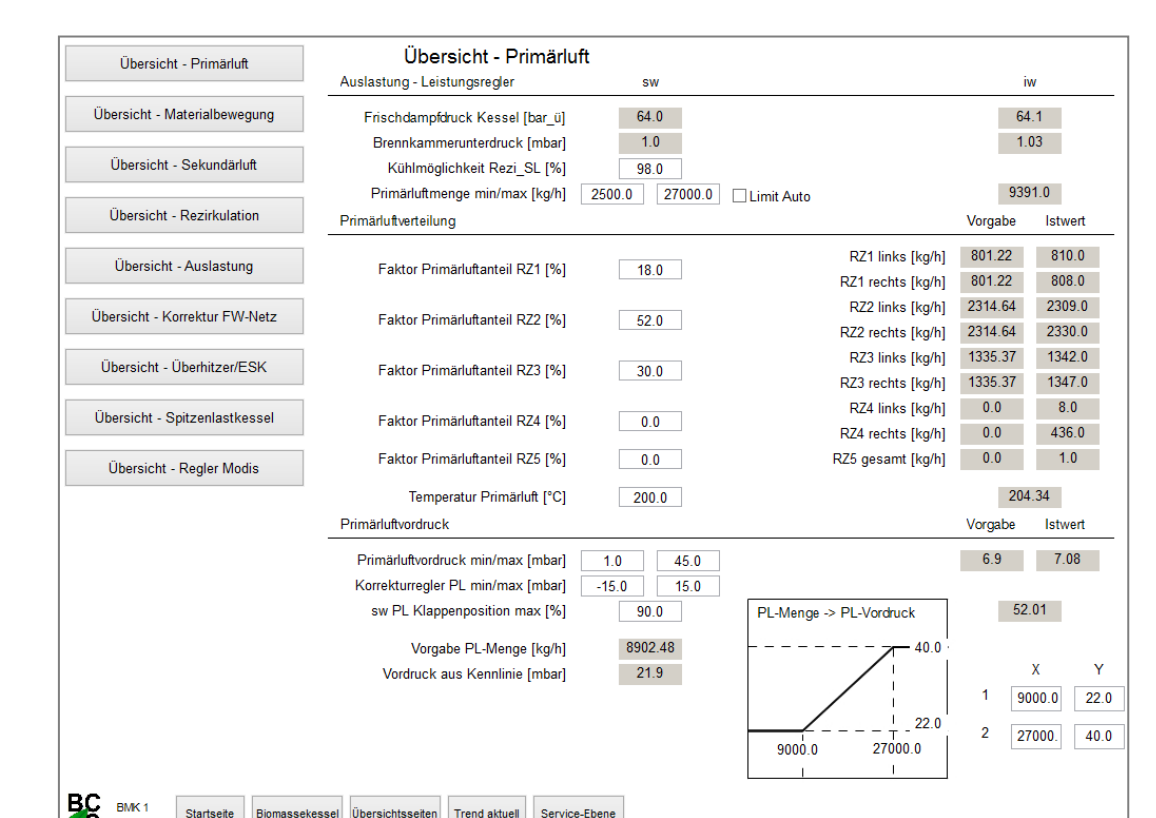 Übersicht - Primärluft
Übersicht - Materialbewegung
Übersicht - Sekundärluft
Übersicht - Rezirkulation
Übersicht - Auslastung
Übersicht - Korrektur FW-Netz
Übersicht - Überhitzer/ESK
Übersicht - Spitzenlastkessel
Übersicht - Regler Modis
Übersicht - Primärluft
Auslastung - Leistungsregler sw iw
Frischdampfdruck Kessel [bar_ü] 64.0 64.1
Brennkammerunterdruck [mbar] 1.0 1.03
Kühlmöglichkeit Rezi_SL [%] 98.0
Primärluftmenge min/max [kg/h] 2500.0 27000.0 Limit Auto 9391.0
Primärluftverteilung Vorgabe Istwert
RZ1 links [kg/h] 801.22 810.0
Faktor Primärluftanteil RZ1 [%] 18.0
RZ1 rechts [kg/h] 801.22 808.0
RZ2 links [kg/h] 2314.64 2309.0
Faktor Primärluftanteil RZ2 [%] 52.0
RZ2 rechts [kg/h] 2314.64 2330.0
RZ3 links [kg/h] 1335.37 1342.0
Faktor Primärluftanteil RZ3 [%] 30.0
RZ3 rechts [kg/h] 1335.37 1347.0
RZ4 links [kg/h] 0.0 8.0
Faktor Primärluftanteil RZ4 [%] 0.0
RZ4 rechts [kg/h] 0.0 436.0
Faktor Primärluftanteil RZ5 [%] 0.0 RZ5 gesamt [kg/h] 0.0 1.0
Temperatur Primärluft [°C] 200.0 204.34
Primärluftvordruck Vorgabe Istwert
Primärluftvordruck min/max [mbar] 1.0 45.0 6.9 7.08
Korrekturregler PL min/max [mbar] -15.0 15.0
sw PL Klappenposition max [%] 90.0 52.01
Vorgabe PL-Menge [kg/h] 8902.48
Vordruck aus Kennlinie [mbar] 21.9
PL-Menge -> PL-Vordruck
40.0
22.0
9000.0 27000.0
X Y
1 9000.0 22.0
2 27000. 40.0
BC BMK 1 Startseite Biomassekessel Übersichtsseiten Trend aktuell Service-Ebene